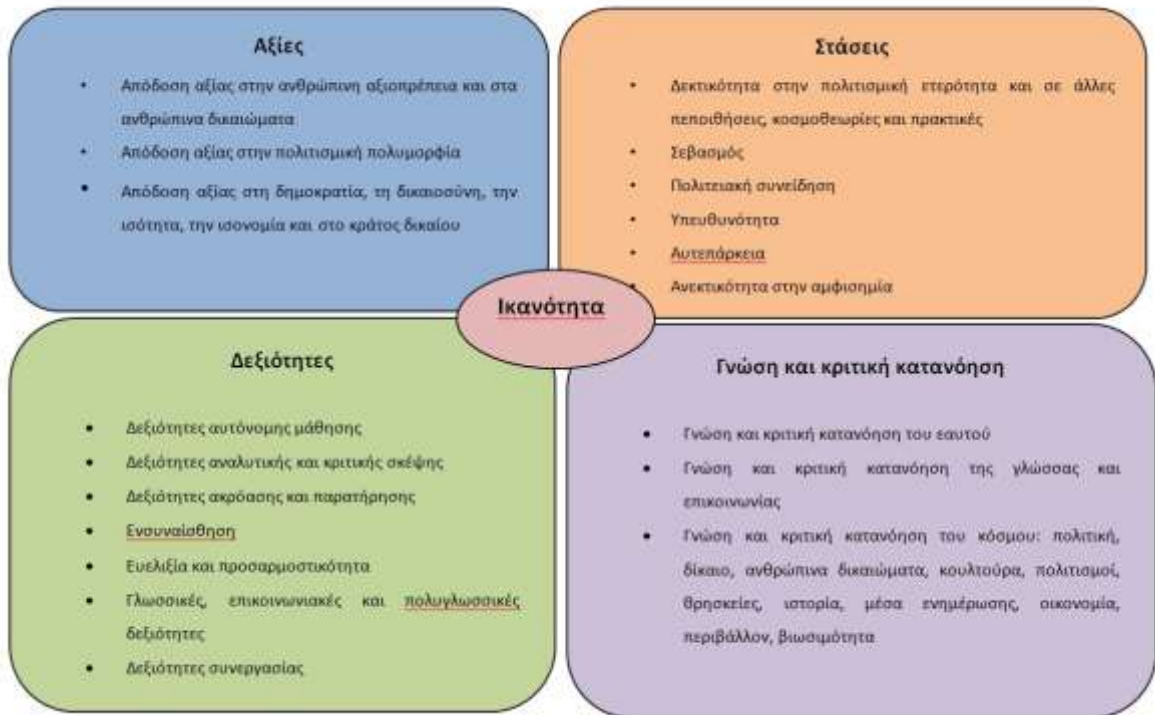 Αξίες
• Απόδοση αξίας στην ανθρώπινη αξιοπρέπεια και στα
ανθρώπινα δικαιώματα
• Απόδοση αξίας στην πολιτισμική πολυμορφία
• Απόδοση αξίας στη δημοκρατία, τη δικαιοσύνη, την
ισότητα, την ισονομία και στο κράτος δικαίου
Στάσεις
• Δεκτικότητα στην πολιτισμική ετερότητα και σε άλλες
πεποιθήσεις, κοσμοθεωρίες και πρακτικές
• Σεβασμός
• Πολιτειακή συνείδηση
• Υπευθυνότητα
• Αυτεπάρκεια
• Ανεκτικότητα στην αμφισημία
Ικανότητα
Δεξιότητες
• Δεξιότητες αυτόνομης μάθησης
• Δεξιότητες αναλυτικής και κριτικής σκέψης
• Δεξιότητες ακρόασης και παρατήρησης
• Ενσυναίσθηση
• Ευελιξία και προσαρμοστικότητα
• Γλωσσικές, επικοινωνιακές και πολυγλωσσικές
δεξιότητες
• Δεξιότητες συνεργασίας
Γνώση και κριτική κατανόηση
• Γνώση και κριτική κατανόηση του εαυτού
• Γνώση και κριτική κατανόηση της γλώσσας και
επικοινωνίας
• Γνώση και κριτική κατανόηση του κόσμου: πολιτική,
δίκαιο, ανθρώπινα δικαιώματα, κουλτούρα, πολιτισμοί,
θρησκείες, ιστορία, μέσα ενημέρωσης, οικονομία,
περιβάλλον, βιωσιμότητα